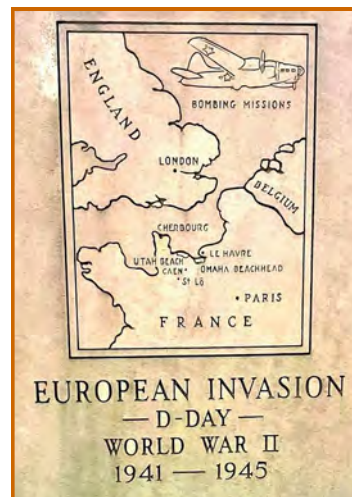 BOMBING MISSIONS
ENGLAND
LONDON
BELGIUM
CHERBOURG
LE HAVRE
UTAH BEACH
OMAHA BEACHHEAD
CAEN
ST LÔ
PARIS
FRANCE
EUROPEAN INVASION
— D-DAY —
WORLD WAR II
1941 — 1945